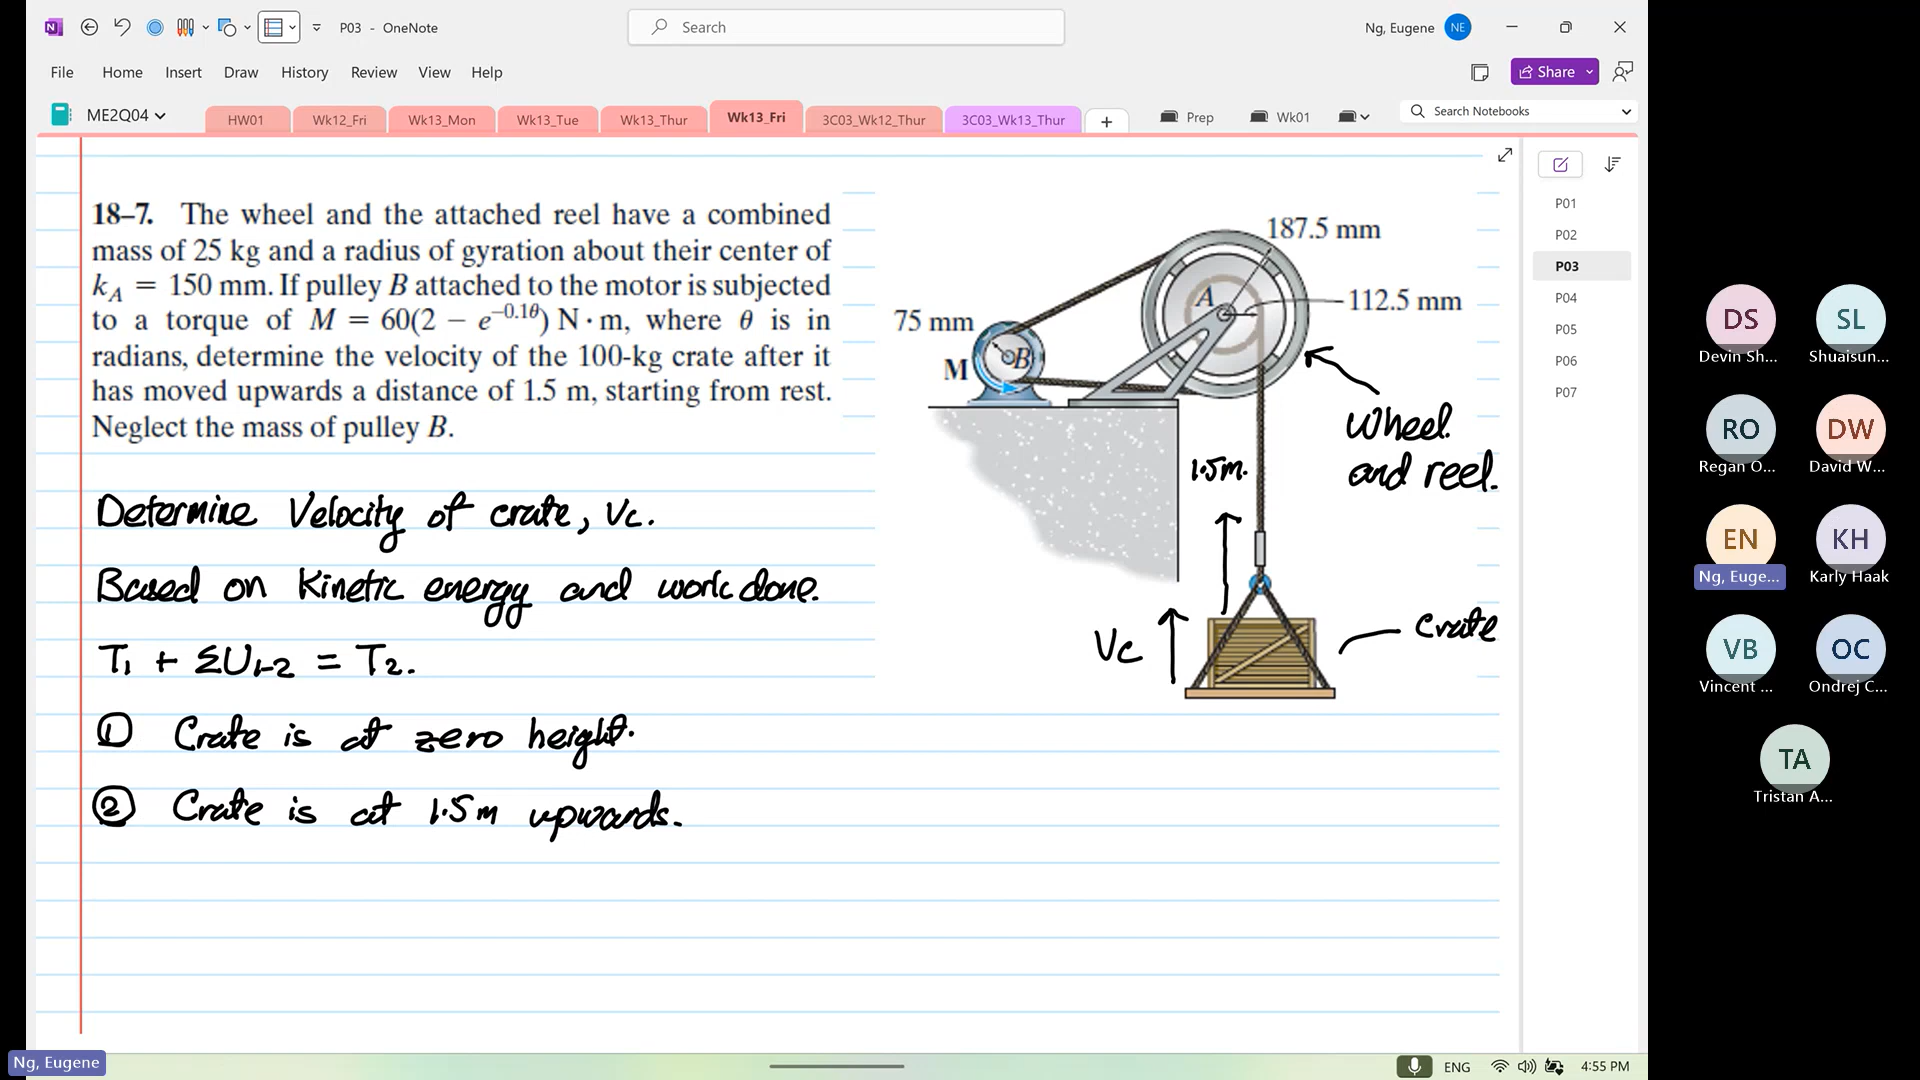 P03 - OneNote
Search
Ng, Eugene
NE
File
Home
Insert
Draw
History
Review
View
Help
Share
ME2Q04
HW01
Wk12_Fri
Wk13_Mon
Wk13_Tue
Wk13_Thur
Wk13_Fri
3C03_Wk12_Thur
3C03_Wk13_Thur
+
Prep
Wk01
Search Notebooks
18–7. The wheel and the attached reel have a combined
mass of 25 kg and a radius of gyration about their center of
kA = 150 mm. If pulley B attached to the motor is subjected
to a torque of M = 60(2 − e^−0.1θ) N · m, where θ is in
radians, determine the velocity of the 100-kg crate after it
has moved upwards a distance of 1.5 m, starting from rest.
Neglect the mass of pulley B.
187.5 mm
A
112.5 mm
75 mm
B
M
Wheel
and reel.
1.5m.
Vc
Crate
Determine Velocity of crate, Vc.
Based on Kinetic energy and work done.
T1 + ΣU1-2 = T2.
① Crate is at zero height.
② Crate is at 1.5m upwards.
P01
P02
P03
P04
P05
P06
P07
DS
Devin Sh...
SL
Shuaisun...
RO
Regan O...
DW
David W...
EN
Ng, Euge...
KH
Karly Haak
VB
Vincent ...
OC
Ondrej C...
TA
Tristan A...
Ng, Eugene
ENG
4:55 PM